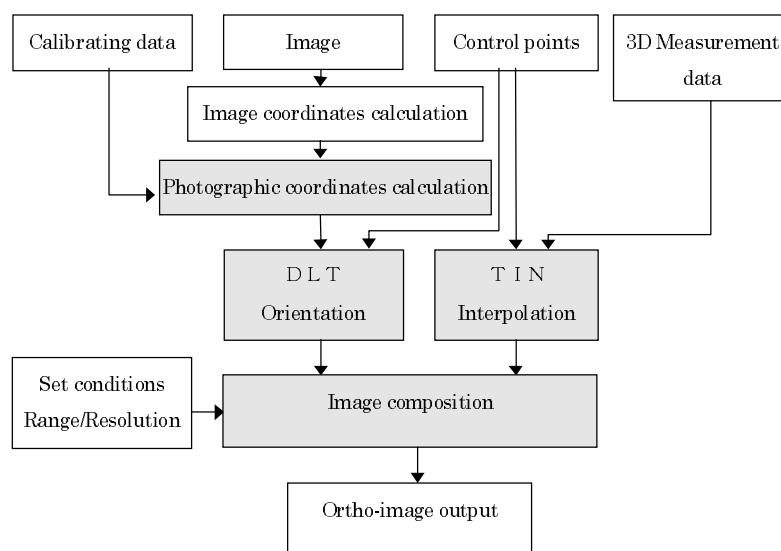 Calibrating data
Image
Control points
3D Measurement
data
Image coordinates calculation
Photographic coordinates calculation
D L T
Orientation
T I N
Interpolation
Set conditions
Range/Resolution
Image composition
Ortho-image output